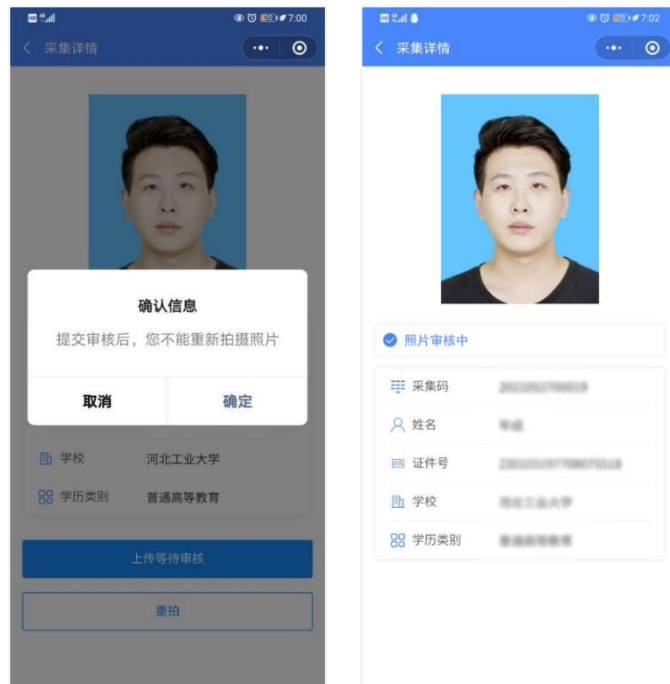 7:00
采集详情
确认信息
提交审核后，您不能重新拍摄照片
取消
确定
学校
河北工业大学
学历类别
普通高等教育
上传等待审核
重拍
7:02
采集详情
照片审核中
采集码
姓名
证件号
学校
学历类别